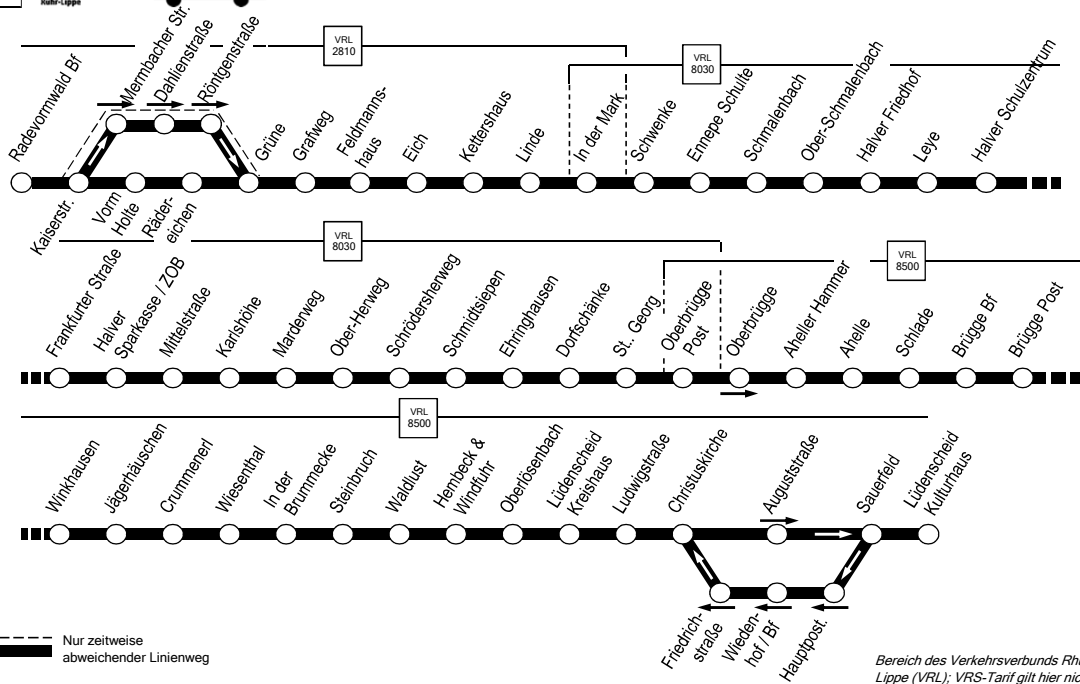 Ruhr-Lippe
VRL
2810
VRL
8030
Radevormwald Bf
Kaiserstr.
Mermbacher Str.
Dahlienstraße
Röntgenstraße
Vorm
Holte
Räder-
eichen
Grüne
Grafweg
Feldmanns-
haus
Eich
Kettershaus
Linde
In der Mark
Schwenke
Ennepe Schulte
Schmalenbach
Ober-Schmalenbach
Halver Friedhof
Leye
Halver Schulzentrum
VRL
8030
VRL
8500
Frankfurter Straße
Halver
Sparkasse / ZOB
Mittelstraße
Karlshöhe
Marderweg
Ober-Herweg
Schrödersherweg
Schmidtsiepen
Ehringhausen
Dorfschänke
St.. Georg
Oberbrügge
Post
Oberbrügge
Aheller Hammer
Ahelle
Schlade
Brügge Bf
Brügge Post
VRL
8500
Winkhausen
Jägerhäuschen
Crummenerl
Wiesenthal
In der
Brummecke
Steinbruch
Waldlust
Hembeck &
Windfuhr
Oberlösenbach
Lüdenscheid
Kreishaus
Ludwigstraße
Christuskirche
Auguststraße
Sauerfeld
Lüdenscheid
Kulturhaus
Friedrich-
straße
Wieden-
hof / Bf
Hauptpost.
Nur zeitweise
abweichender Linienweg
Bereich des Verkehrsverbunds
Lippe (VRL); VRS-Tarif gilt hier